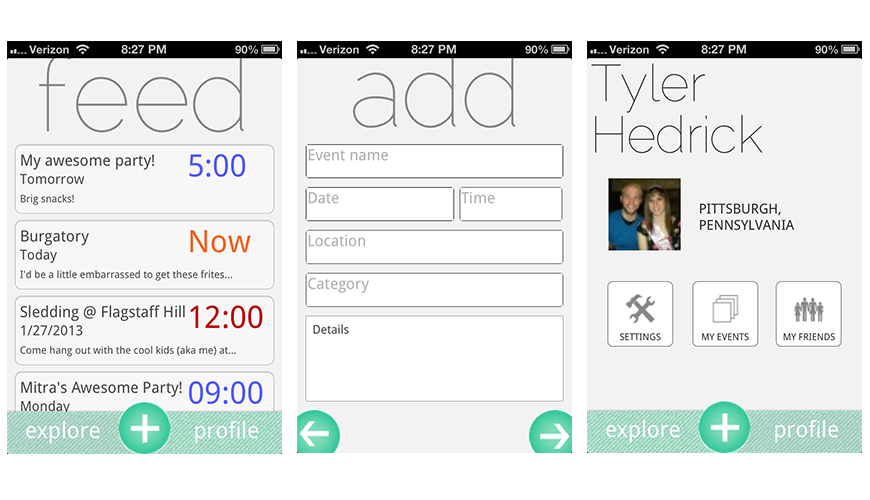 Verizon 8:27 PM 90%
feed
My awesome party!
5:00
Tomorrow
Brig snacks!
Burgatory
Now
Today
I'd be a little embarrassed to get these frites...
Sledding @ Flagstaff Hill
12:00
1/27/2013
Come hang out with the cool kids (aka me) at...
Mitra's Awesome Party!
09:00
Monday
explore + profile
Verizon 8:27 PM 90%
add
Event name
Date Time
Location
Category
Details
Verizon 8:27 PM 90%
Tyler
Hedrick
PITTSBURGH,
PENNSYLVANIA
SETTINGS MY EVENTS MY FRIENDS
explore + profile